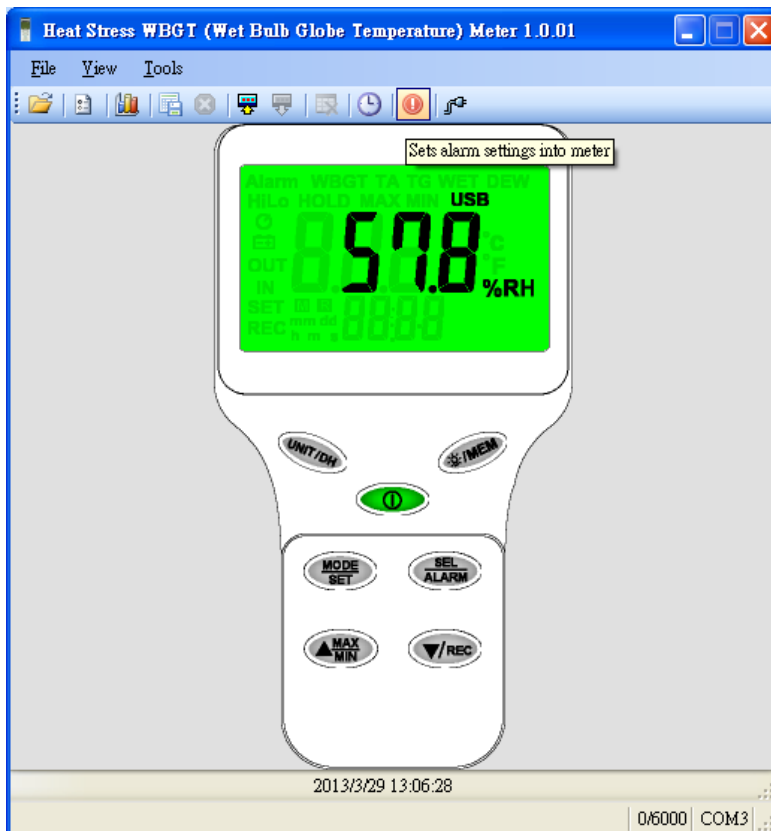 Heat Stress WBGT (Wet Bulb Globe Temperature) Meter 1.0.01
File View Tools
Sets alarm settings into meter
Alarm WBGT TA TG WET DEW
HiLo HOLD MAX MIN USB
57.8
°C
OUT °F
IN %RH
SET A B
REC mm dd 88:88
h m s
UNIT/DH
/MEM
MODE SEL
SET ALARM
▲MAX ▼/REC
MIN
2013/3/29 13:06:28
0/6000 COM3